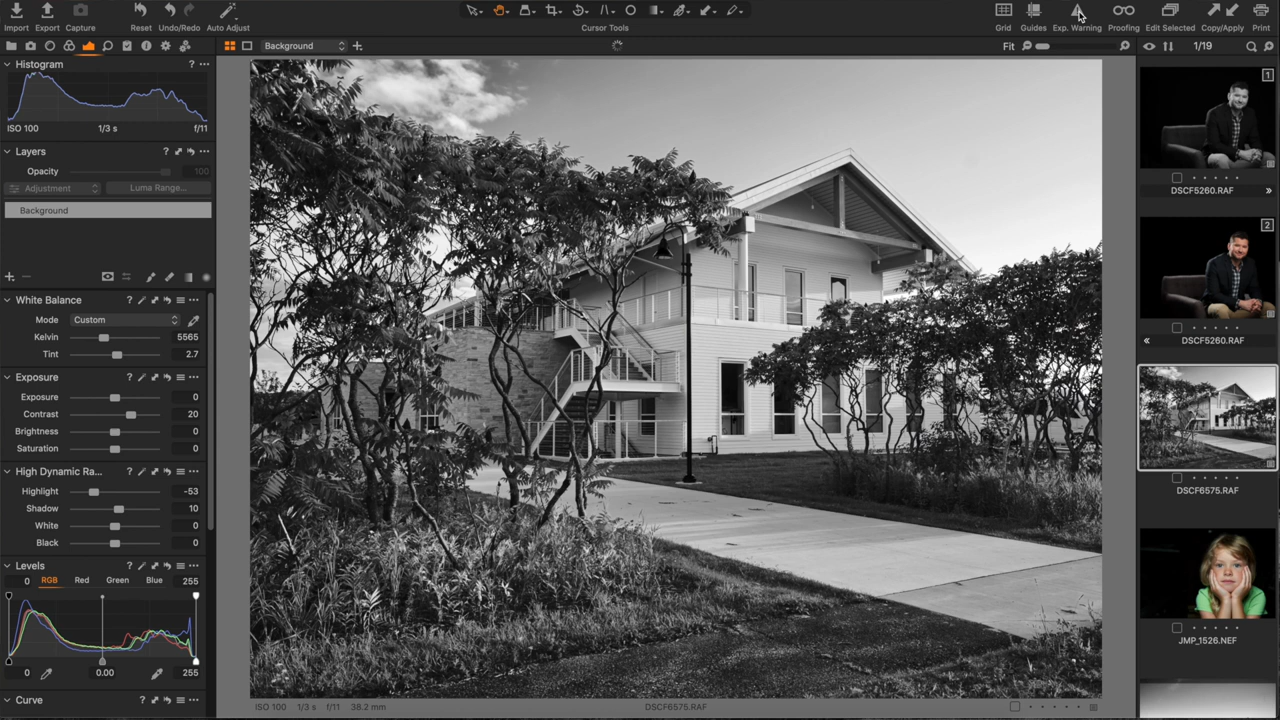 Import Export Capture Reset Undo/Redo Auto Adjust Cursor Tools Grid Guides Exp. Warning Proofing Edit Selected Copy/Apply Print
Background Fit 1/19
Histogram ?
ISO 100 1/3 s f/11
Layers ?
Opacity 100
Adjustment Luma Range...
Background
White Balance ?
Mode Custom
Kelvin 5565
Tint 2.7
Exposure ?
Exposure 0
Contrast 20
Brightness 0
Saturation 0
High Dynamic Ra... ?
Highlight -53
Shadow 10
White 0
Black 0
Levels ?
0 RGB Red Green Blue 255
0 0.00 255
Curve ?
ISO 100 1/3 s f/11 38.2 mm DSCF6575.RAF
1
DSCF5260.RAF
2
DSCF5260.RAF
DSCF6575.RAF
JMP_1526.NEF